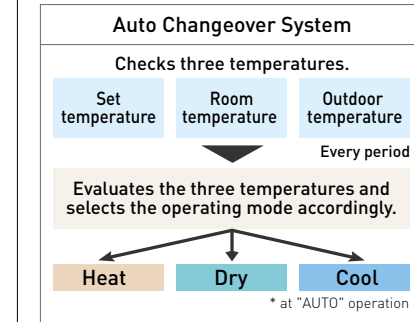 Auto Changeover System
Checks three temperatures.
Set
temperature
Room
temperature
Outdoor
temperature
Every period
Evaluates the three temperatures and
selects the operating mode accordingly.
Heat
Dry
Cool
* at "AUTO" operation